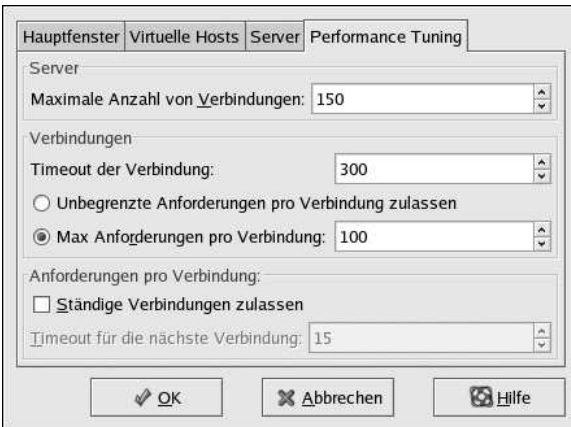 Hauptfenster Virtuelle Hosts Server Performance Tuning
Server
Maximale Anzahl von Verbindungen: 150
Verbindungen
Timeout der Verbindung: 300
Unbegrenzte Anforderungen pro Verbindung zulassen
Max Anforderungen pro Verbindung: 100
Anforderungen pro Verbindung:
Ständige Verbindungen zulassen
Timeout für die nächste Verbindung: 15
OK Abbrechen Hilfe